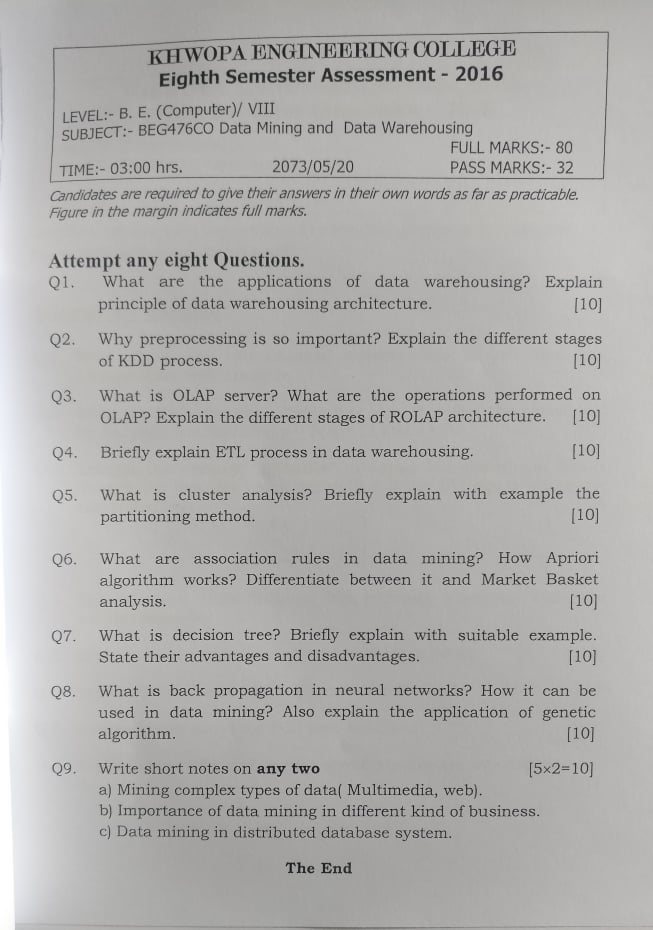 KHWOPA ENGINEERING COLLEGE
Eighth Semester Assessment - 2016
LEVEL:- B. E. (Computer)/ VIII
SUBJECT:- BEG476CO Data Mining and Data Warehousing
FULL MARKS:- 80
TIME:- 03:00 hrs. 2073/05/20 PASS MARKS:- 32
Candidates are required to give their answers in their own words as far as practicable.
Figure in the margin indicates full marks.
Attempt any eight Questions.
Q1. What are the applications of data warehousing? Explain
principle of data warehousing architecture. [10]
Q2. Why preprocessing is so important? Explain the different stages
of KDD process. [10]
Q3. What is OLAP server? What are the operations performed on
OLAP? Explain the different stages of ROLAP architecture. [10]
Q4. Briefly explain ETL process in data warehousing. [10]
Q5. What is cluster analysis? Briefly explain with example the
partitioning method. [10]
Q6. What are association rules in data mining? How Apriori
algorithm works? Differentiate between it and Market Basket
analysis. [10]
Q7. What is decision tree? Briefly explain with suitable example.
State their advantages and disadvantages. [10]
Q8. What is back propagation in neural networks? How it can be
used in data mining? Also explain the application of genetic
algorithm. [10]
Q9. Write short notes on any two [5×2=10]
a) Mining complex types of data( Multimedia, web).
b) Importance of data mining in different kind of business.
c) Data mining in distributed database system.
The End